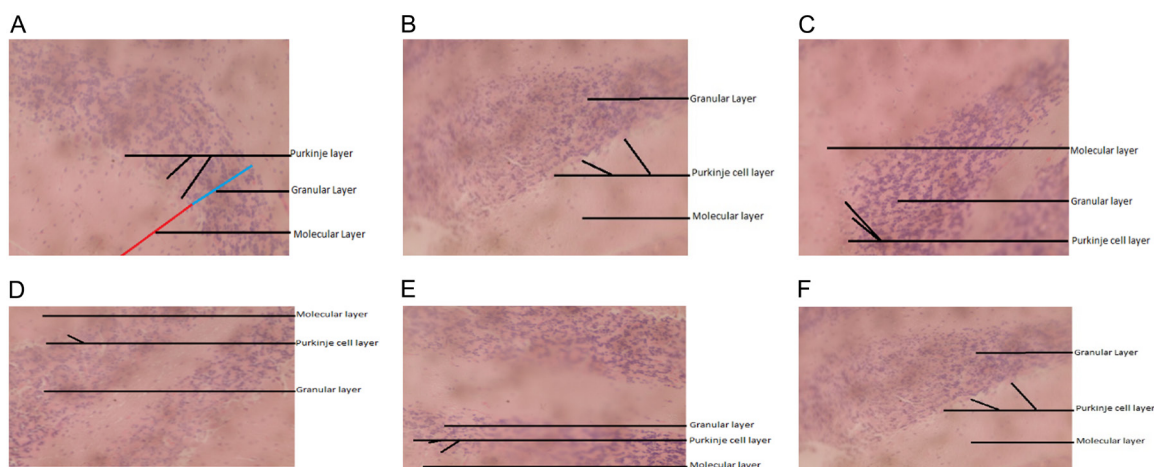 A
Purkinje layer
Granular Layer
Molecular Layer
B
Granular Layer
Purkinje cell layer
Molecular layer
C
Molecular layer
Granular layer
Purkinje cell layer
D
Molecular layer
Purkinje cell layer
Granular layer
E
Granular layer
Purkinje cell layer
Molecular layer
F
Granular Layer
Purkinje cell layer
Molecular layer